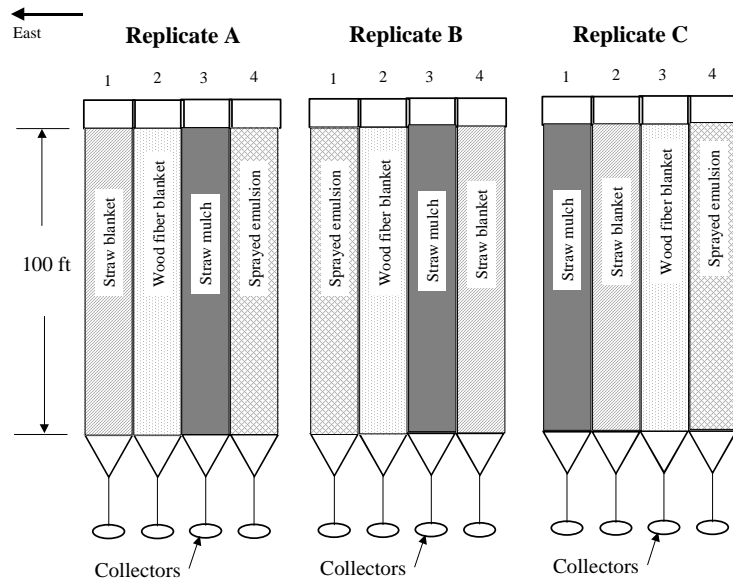 East
Replicate A
Replicate B
Replicate C
1 2 3 4
1 2 3 4
1 2 3 4
100 ft
Straw blanket
Wood fiber blanket
Straw mulch
Sprayed emulsion
Sprayed emulsion
Wood fiber blanket
Straw mulch
Straw blanket
Straw mulch
Straw blanket
Wood fiber blanket
Sprayed emulsion
Collectors
Collectors
Collectors